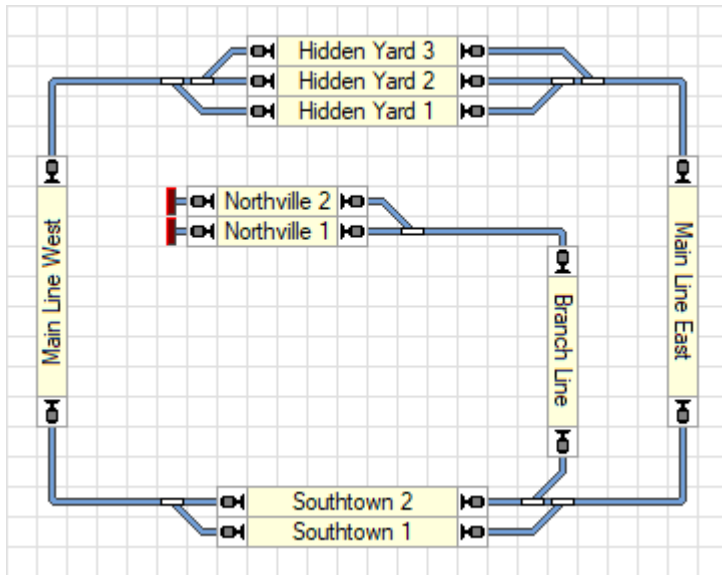 Hidden Yard 3
Hidden Yard 2
Hidden Yard 1
Northville 2
Northville 1
Main Line West
Branch Line
Main Line East
Southtown 2
Southtown 1